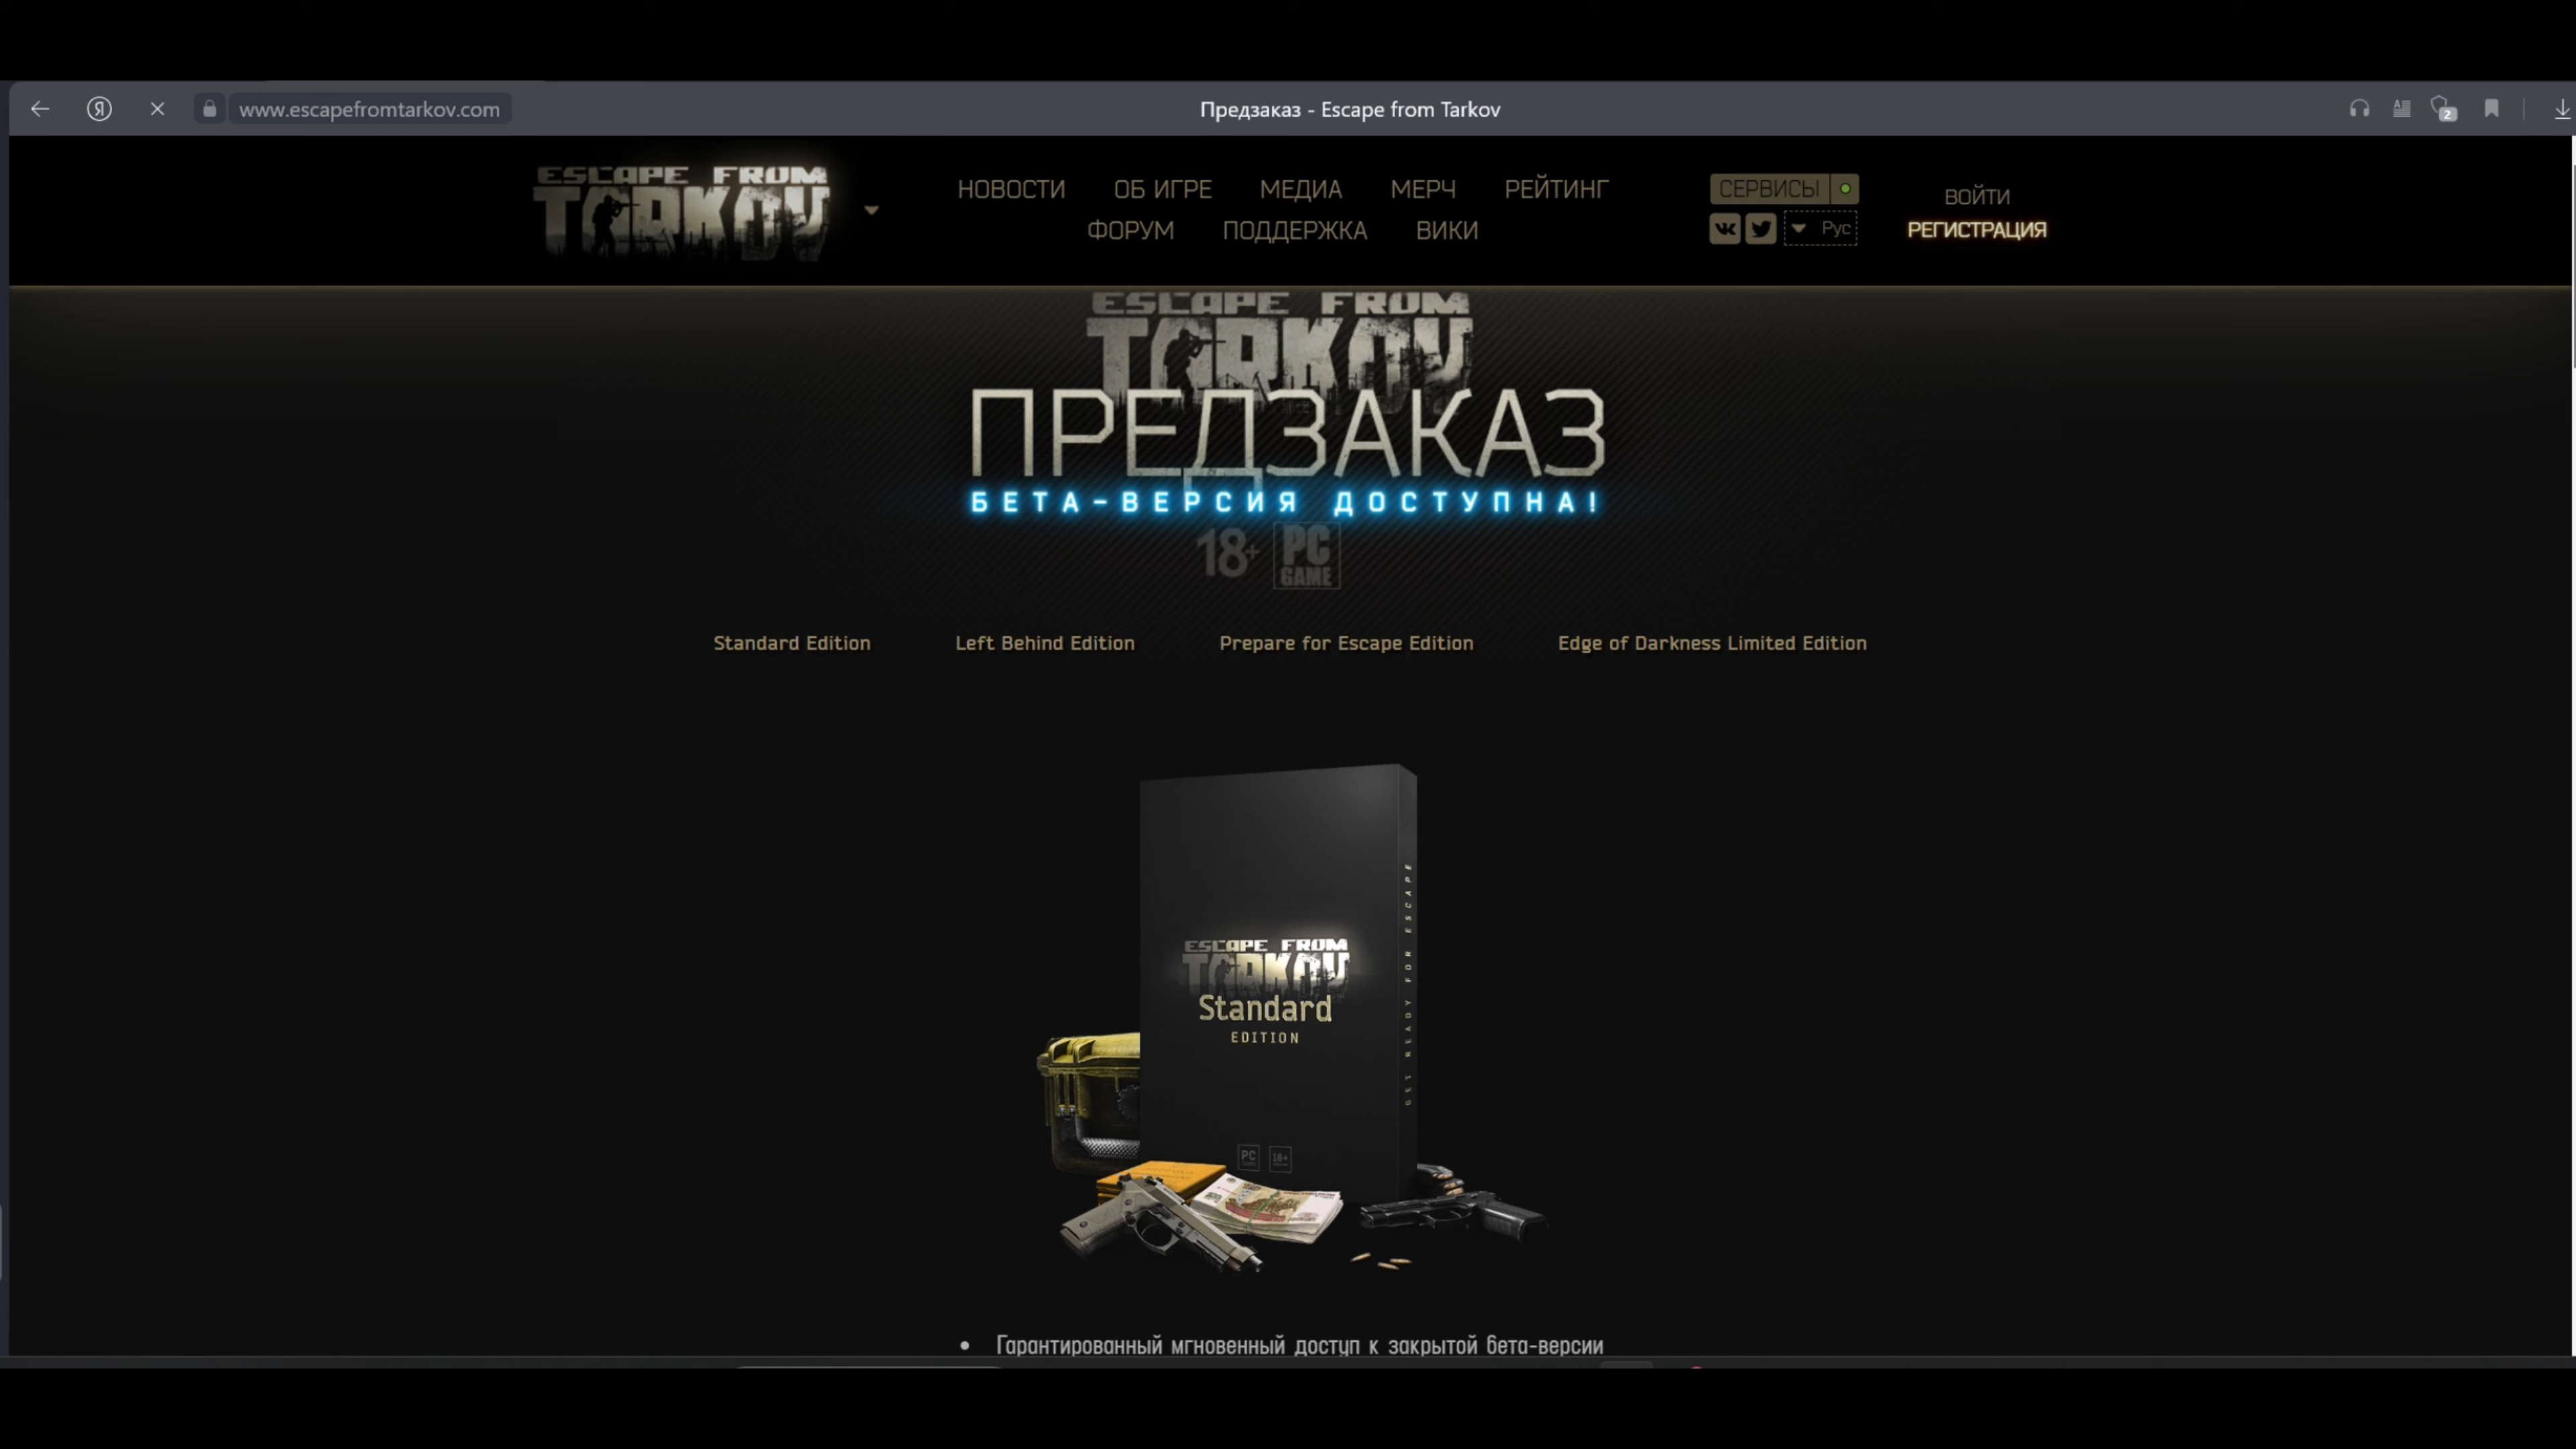 www.escapefromtarkov.com
Предзаказ - Escape from Tarkov
2
ESCAPE FROM
TARKOV
НОВОСТИ ОБ ИГРЕ МЕДИА МЕРЧ РЕЙТИНГ
ФОРУМ ПОДДЕРЖКА ВИКИ
СЕРВИСЫ
Рус
ВОЙТИ
РЕГИСТРАЦИЯ
ESCAPE FROM
TARKOV
ПРЕДЗАКАЗ
БЕТА-ВЕРСИЯ ДОСТУПНА!
18+ PC
GAME
Standard Edition Left Behind Edition Prepare for Escape Edition Edge of Darkness Limited Edition
ESCAPE FROM
TARKOV
Standard
EDITION
GET READY FOR ESCAPE
PC 18+
Гарантированный мгновенный доступ к закрытой бета-версии